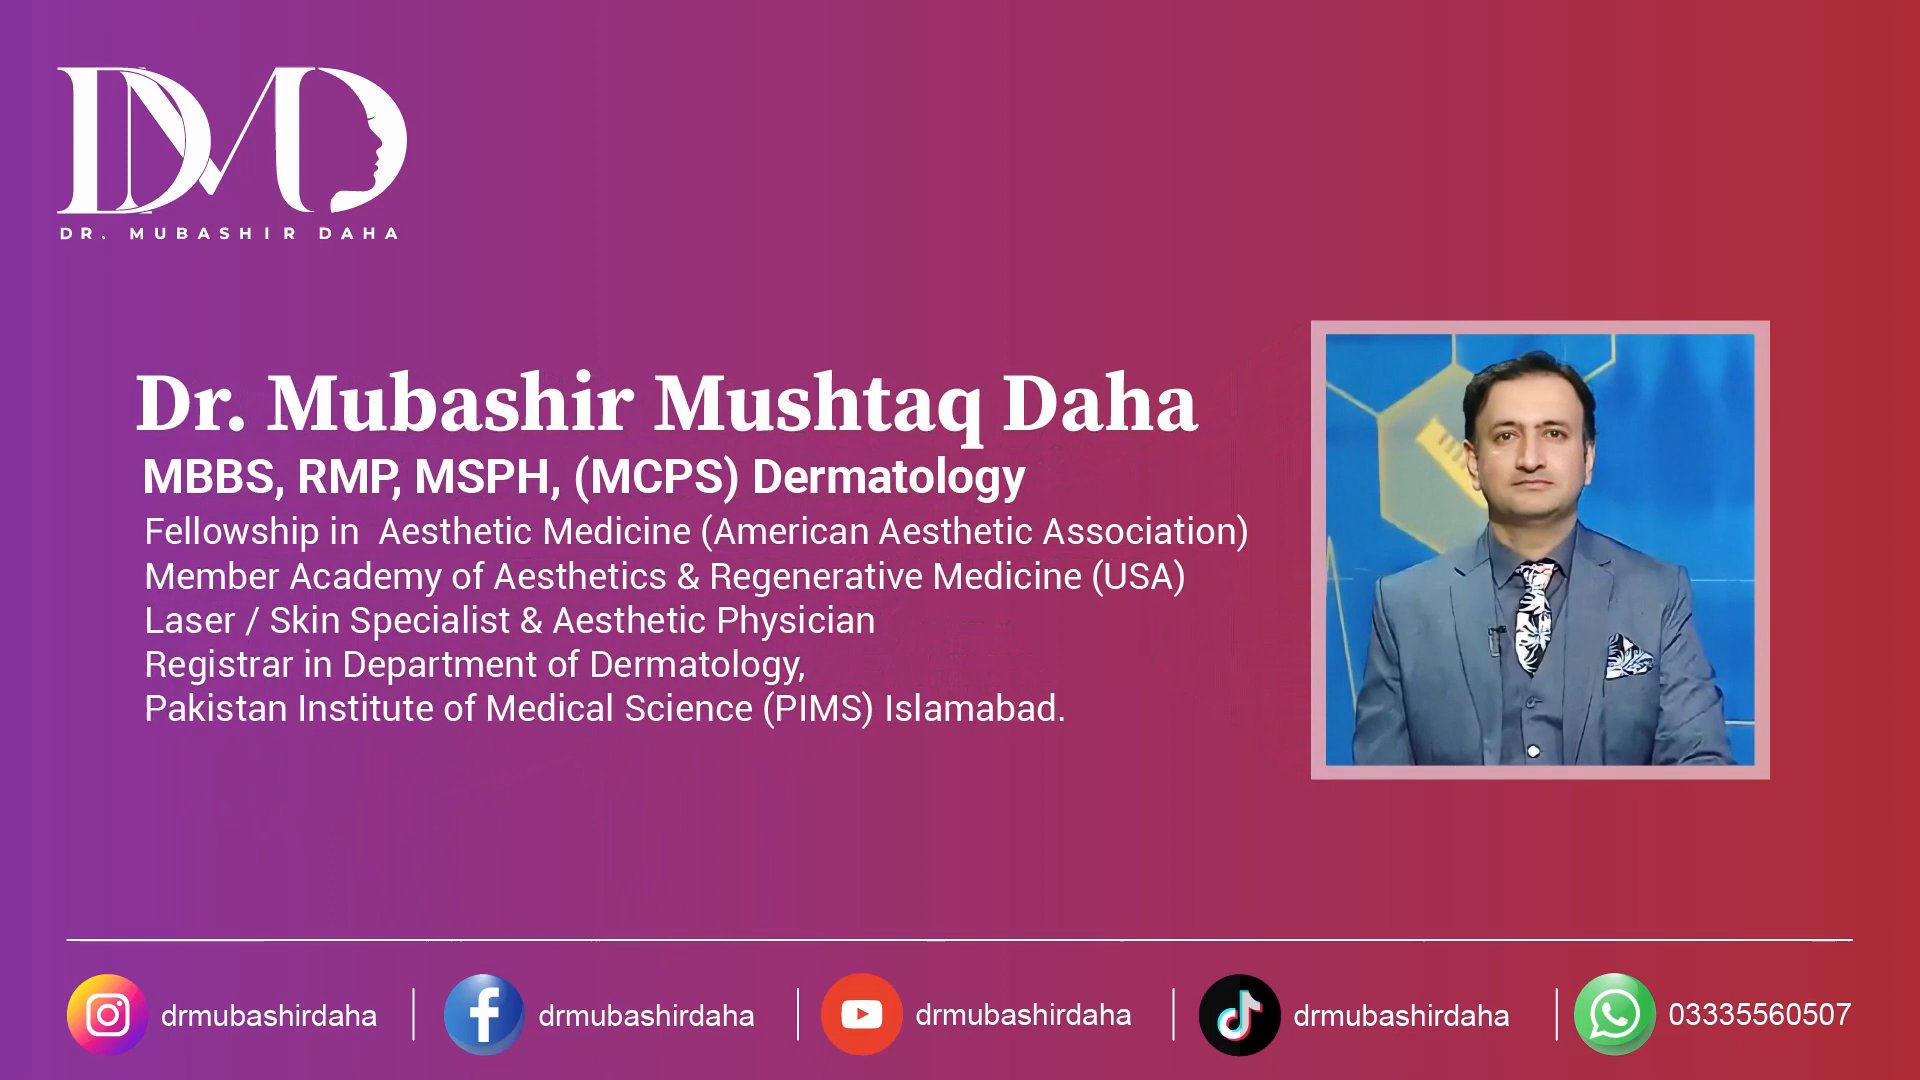 DMD
DR. MUBASHIR DAHA
Dr. Mubashir Mushtaq Daha
MBBS, RMP, MSPH, (MCPS) Dermatology
Fellowship in Aesthetic Medicine (American Aesthetic Association)
Member Academy of Aesthetics & Regenerative Medicine (USA)
Laser / Skin Specialist & Aesthetic Physician
Registrar in Department of Dermatology,
Pakistan Institute of Medical Science (PIMS) Islamabad.
drmubashirdaha
drmubashirdaha
drmubashirdaha
drmubashirdaha
03335560507